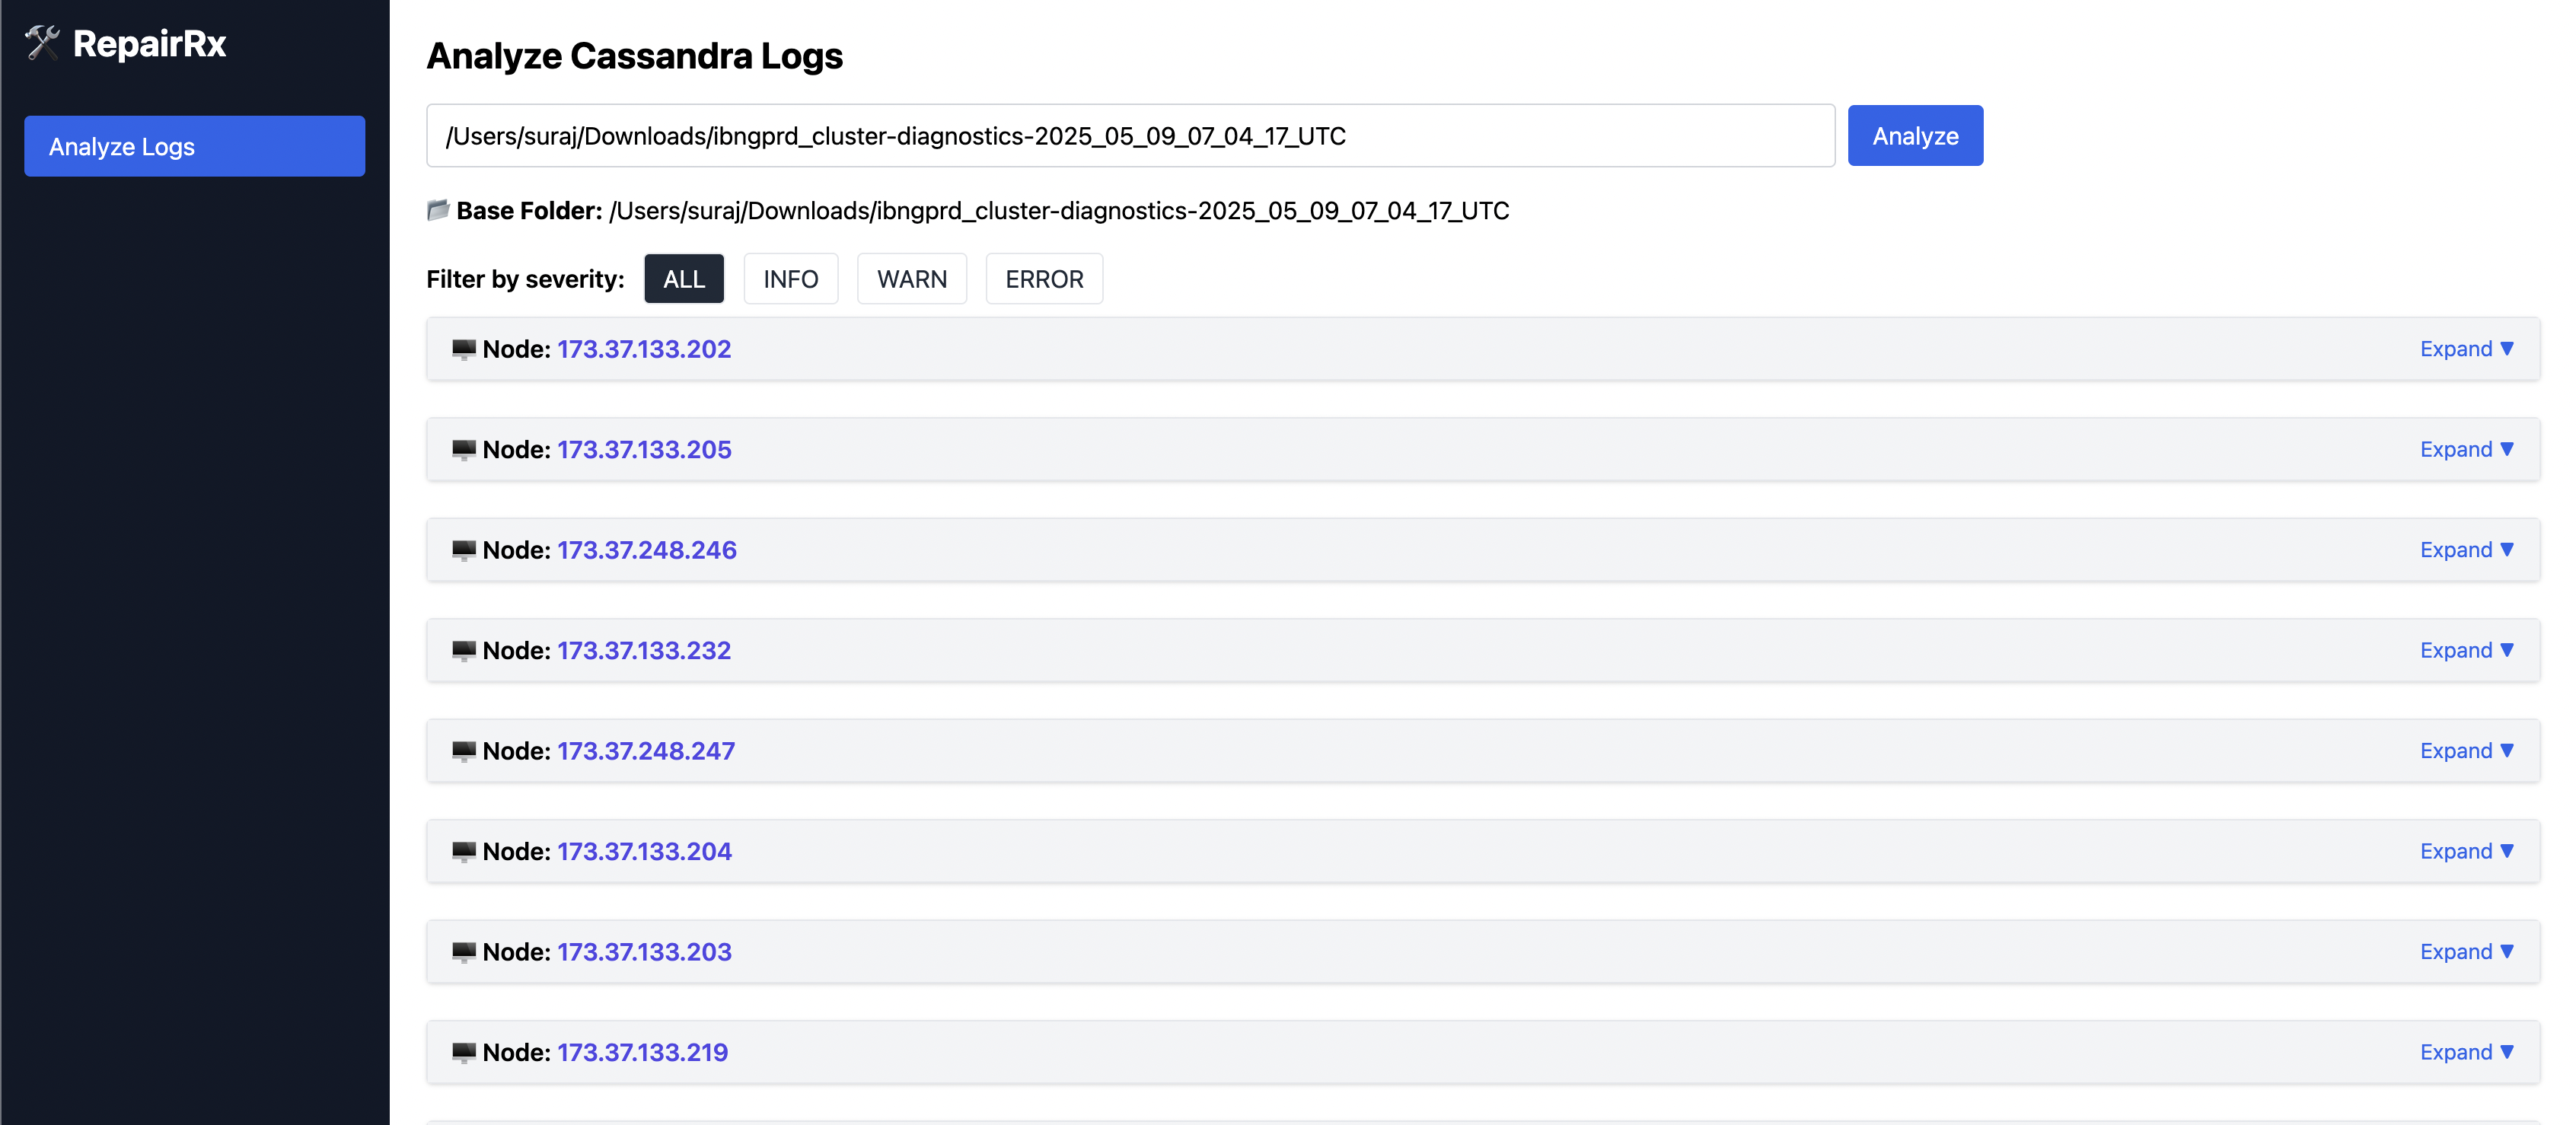 RepairRx
Analyze Logs
Analyze Cassandra Logs
/Users/suraj/Downloads/ibngprd_cluster-diagnostics-2025_05_09_07_04_17_UTC
Analyze
Base Folder: /Users/suraj/Downloads/ibngprd_cluster-diagnostics-2025_05_09_07_04_17_UTC
Filter by severity: ALL INFO WARN ERROR
Node: 173.37.133.202 Expand ▼
Node: 173.37.133.205 Expand ▼
Node: 173.37.248.246 Expand ▼
Node: 173.37.133.232 Expand ▼
Node: 173.37.248.247 Expand ▼
Node: 173.37.133.204 Expand ▼
Node: 173.37.133.203 Expand ▼
Node: 173.37.133.219 Expand ▼